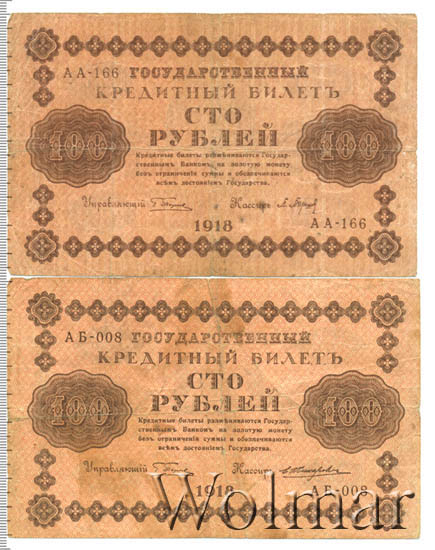 АА-166 ГОСУДАРСТВЕННЫЙ
КРЕДИТНЫЙ БИЛЕТЪ
СТО
РУБЛЕЙ
100 100
Кредитные билеты размѣниваются Государ-
ственнымъ Банкомъ на золотую монету
безъ ограниченія суммы и обезпечиваются
всѣмъ достояніемъ Государства.
Управляющій Кассиръ
1918
АА-166
АБ-008 ГОСУДАРСТВЕННЫЙ
КРЕДИТНЫЙ БИЛЕТЪ
СТО
РУБЛЕЙ
100 100
Кредитные билеты размѣниваются Государ-
ственнымъ Банкомъ на золотую монету
безъ ограниченія суммы и обезпечиваются
всѣмъ достояніемъ Государства.
Управляющій Кассиръ
1918
АБ-008
Wolmar